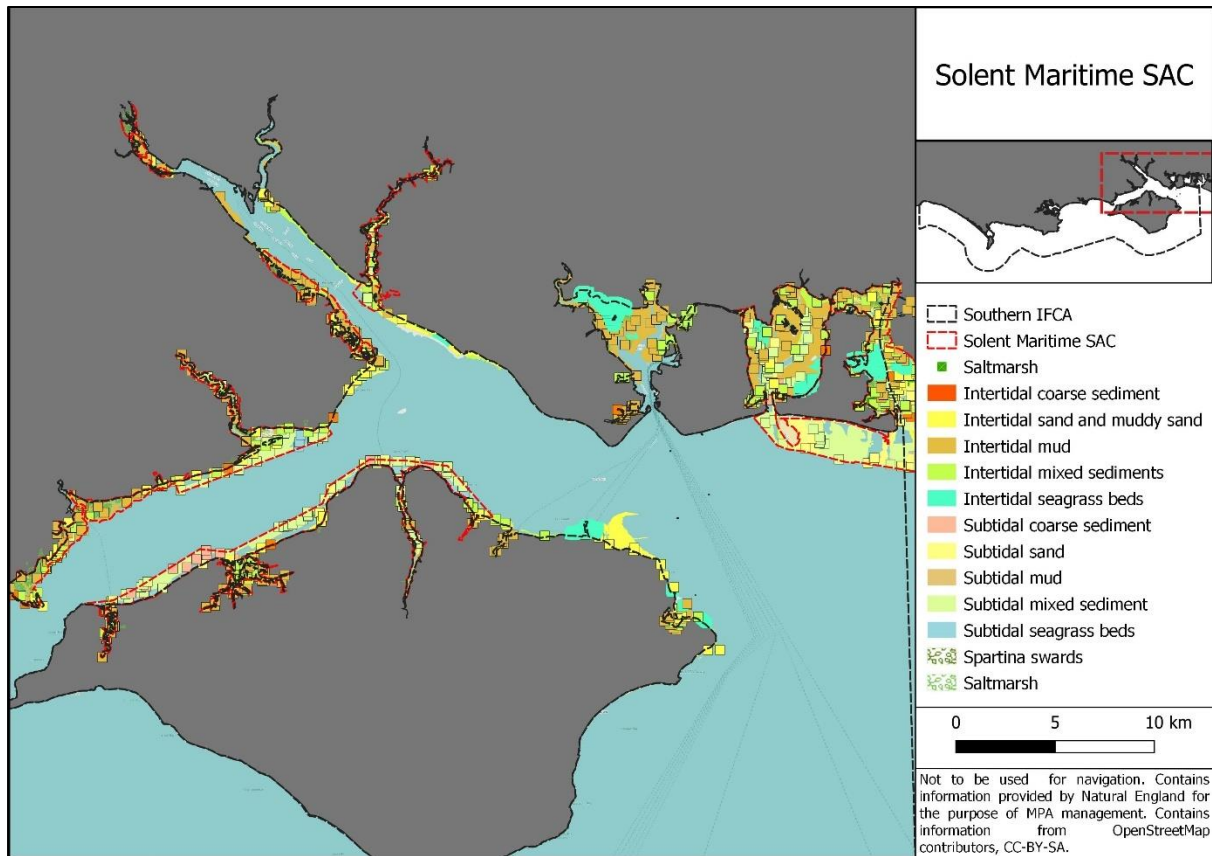 Solent Maritime SAC
Southern IFCA
Solent Maritime SAC
Saltmarsh
Intertidal coarse sediment
Intertidal sand and muddy sand
Intertidal mud
Intertidal mixed sediments
Intertidal seagrass beds
Subtidal coarse sediment
Subtidal sand
Subtidal mud
Subtidal mixed sediment
Subtidal seagrass beds
Spartina swards
Saltmarsh
0 5 10 km
Not to be used for navigation. Contains
information provided by Natural England for
the purpose of MPA management. Contains
information from OpenStreetMap
contributors, CC-BY-SA.